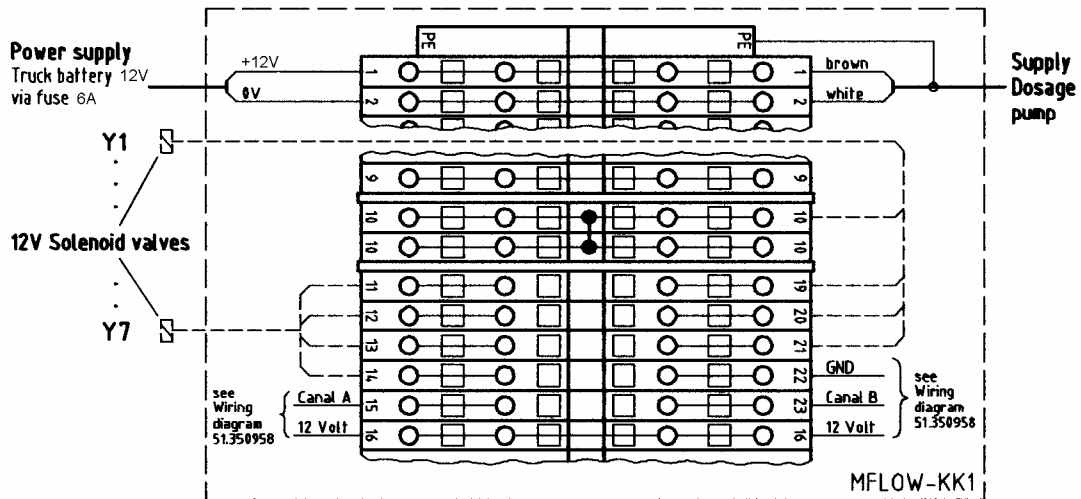 PE PE
Power supply
Truck battery 12V
via fuse 6A
+12V
0V
1 1
2 2
brown
white
Supply
Dosage
pump
Y1
12V Solenoid valves
Y7
9 9
10 10
10 10
11 19
12 20
13 21
14 22
15 23
16 16
see
Wiring
diagram
51.350958
Canal A
12 Volt
GND
Canal B
12 Volt
see
Wiring
diagram
51.350958
MFLOW-KK1